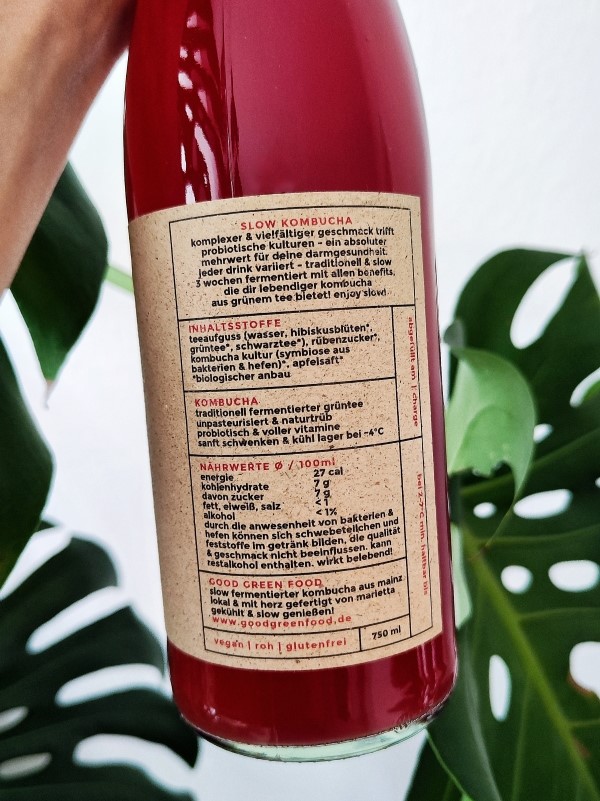 SLOW KOMBUCHA
komplexer & vielfältiger geschmack trifft
probiotische kulturen – ein absoluter
mehrwert für deine darmgesundheit.
jeder drink variiert – traditionell & slow
3 wochen fermentiert mit allen benefits,
die dir lebendiger kombucha
aus grünem tee bietet! enjoy slow!
INHALTSSTOFFE
teeaufguss (wasser, hibiskusblüten*,
grüntee*, schwarztee*), rübenzucker*,
kombucha kultur (symbiose aus
bakterien & hefen)*, apfelsaft*
*biologischer anbau
KOMBUCHA
traditionell fermentierter grüntee
unpasteurisiert & naturtrüb
probiotisch & voller vitamine
sanft schwenken & kühl lager bei ~4°C
NÄHRWERTE Ø / 100ml
energie 27 cal
kohlenhydrate 7 g
davon zucker 7 g
fett, eiweiß, salz < 1
alkohol < 1%
durch die anwesenheit von bakterien &
hefen können sich schwebeteilchen und
feststoffe im getränk bilden, die qualität
& geschmack nicht beeinflussen. kann
restalkohol enthalten. wirkt belebend!
GOOD GREEN FOOD
slow fermentierter kombucha aus mainz
lokal & mit herz gefertigt von marietta
gekühlt & slow genießen!
www.goodgreenfood.de
vegan | roh | glutenfrei
750 ml
abgefüllt am | charge
bei 2-7°C min. haltbar bis